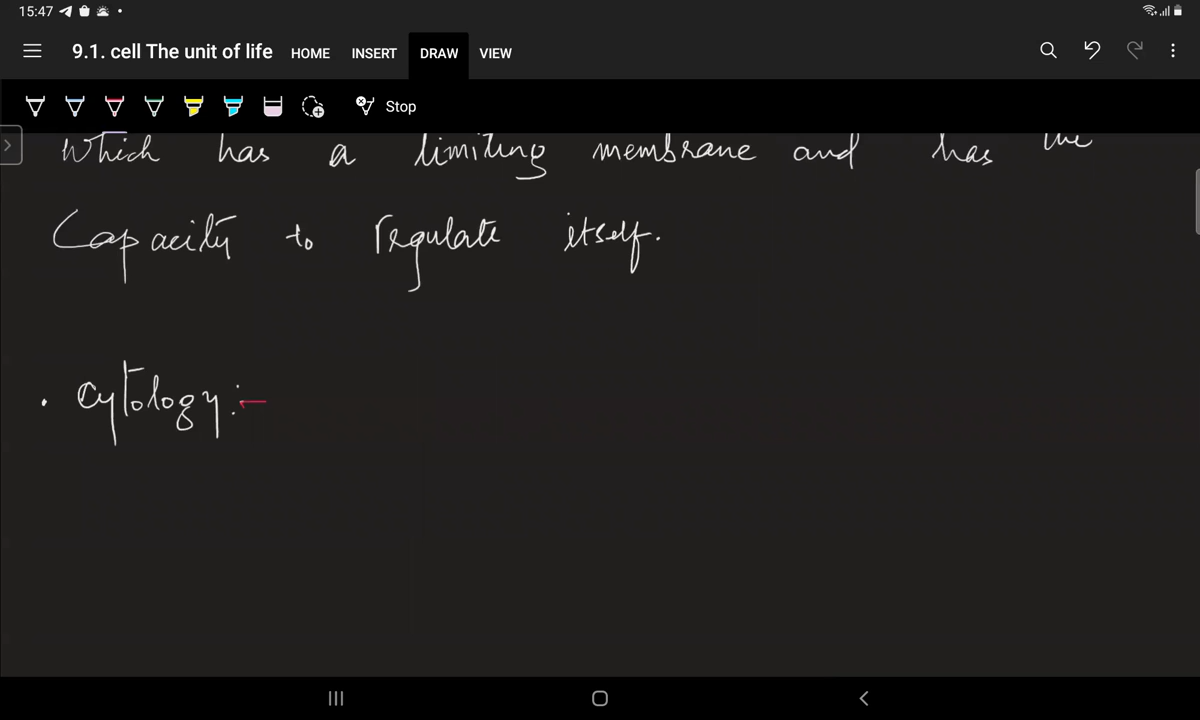 15:47
9.1. cell The unit of life HOME INSERT DRAW VIEW
Stop
Which has a limiting membrane and has the
Capacity to regulate itself.
• Cytology:-